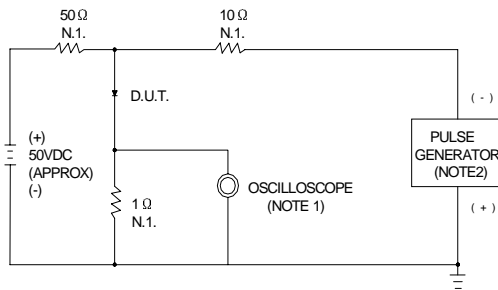 50 Ω
N.1.
10 Ω
N.1.
D.U.T.
( - )
(+)
50VDC
(APPROX)
(-)
PULSE
GENERATOR
(NOTE2)
1 Ω
N.1.
OSCILLOSCOPE
(NOTE 1)
( + )